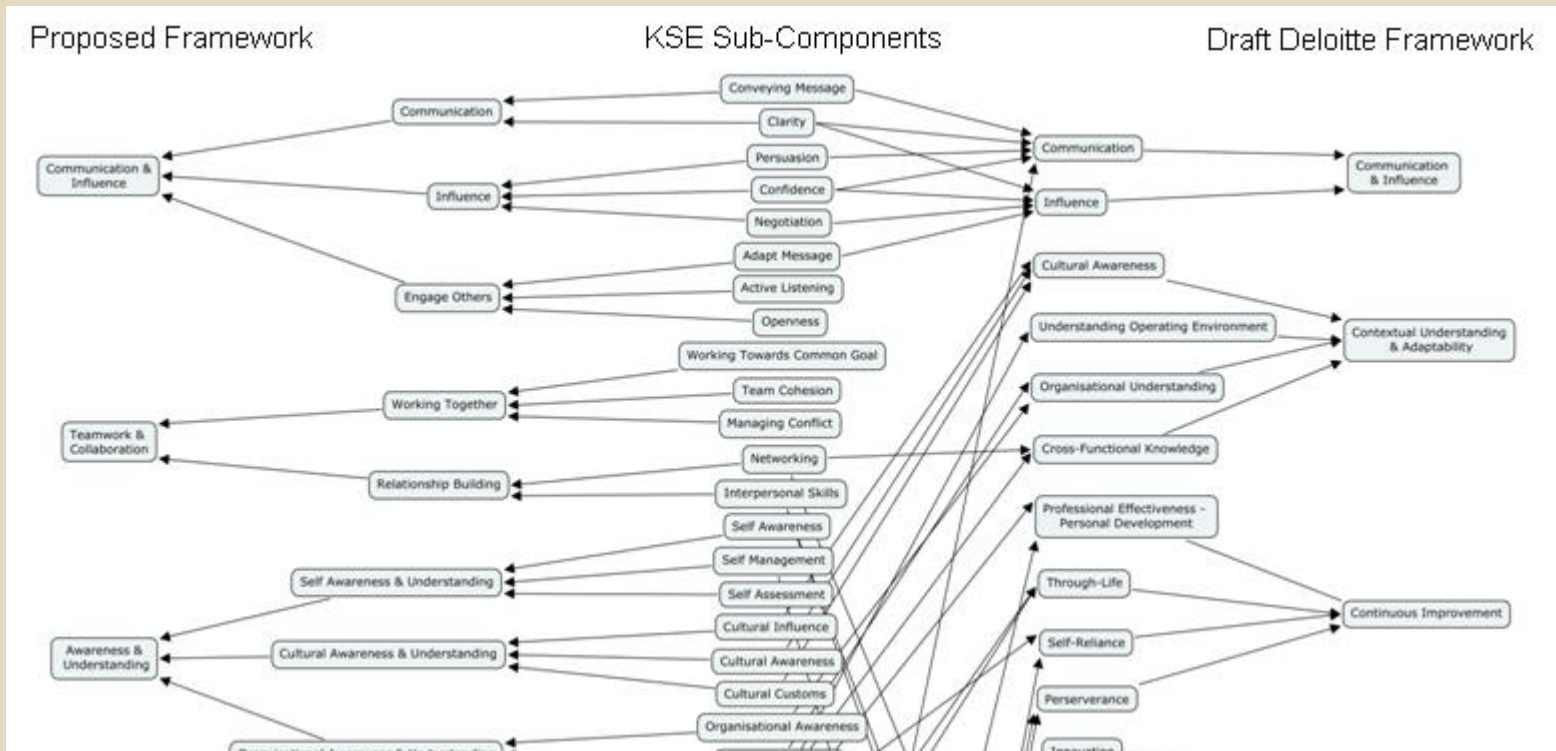 Proposed Framework
KSE Sub-Components
Draft Deloitte Framework
Communication &
Influence
Teamwork &
Collaboration
Awareness &
Understanding
Communication
Influence
Engage Others
Working Together
Relationship Building
Self Awareness & Understanding
Cultural Awareness & Understanding
Organisational Awareness & Understanding
Conveying Message
Clarity
Persuasion
Confidence
Negotiation
Adapt Message
Active Listening
Openness
Working Towards Common Goal
Team Cohesion
Managing Conflict
Networking
Interpersonal Skills
Self Awareness
Self Management
Self Assessment
Cultural Influence
Cultural Awareness
Cultural Customs
Organisational Awareness
Communication
Influence
Cultural Awareness
Understanding Operating Environment
Organisational Understanding
Cross-Functional Knowledge
Professional Effectiveness -
Personal Development
Through-Life
Self-Reliance
Perserverance
Innovation
Communication
& Influence
Contextual Understanding
& Adaptability
Continuous Improvement